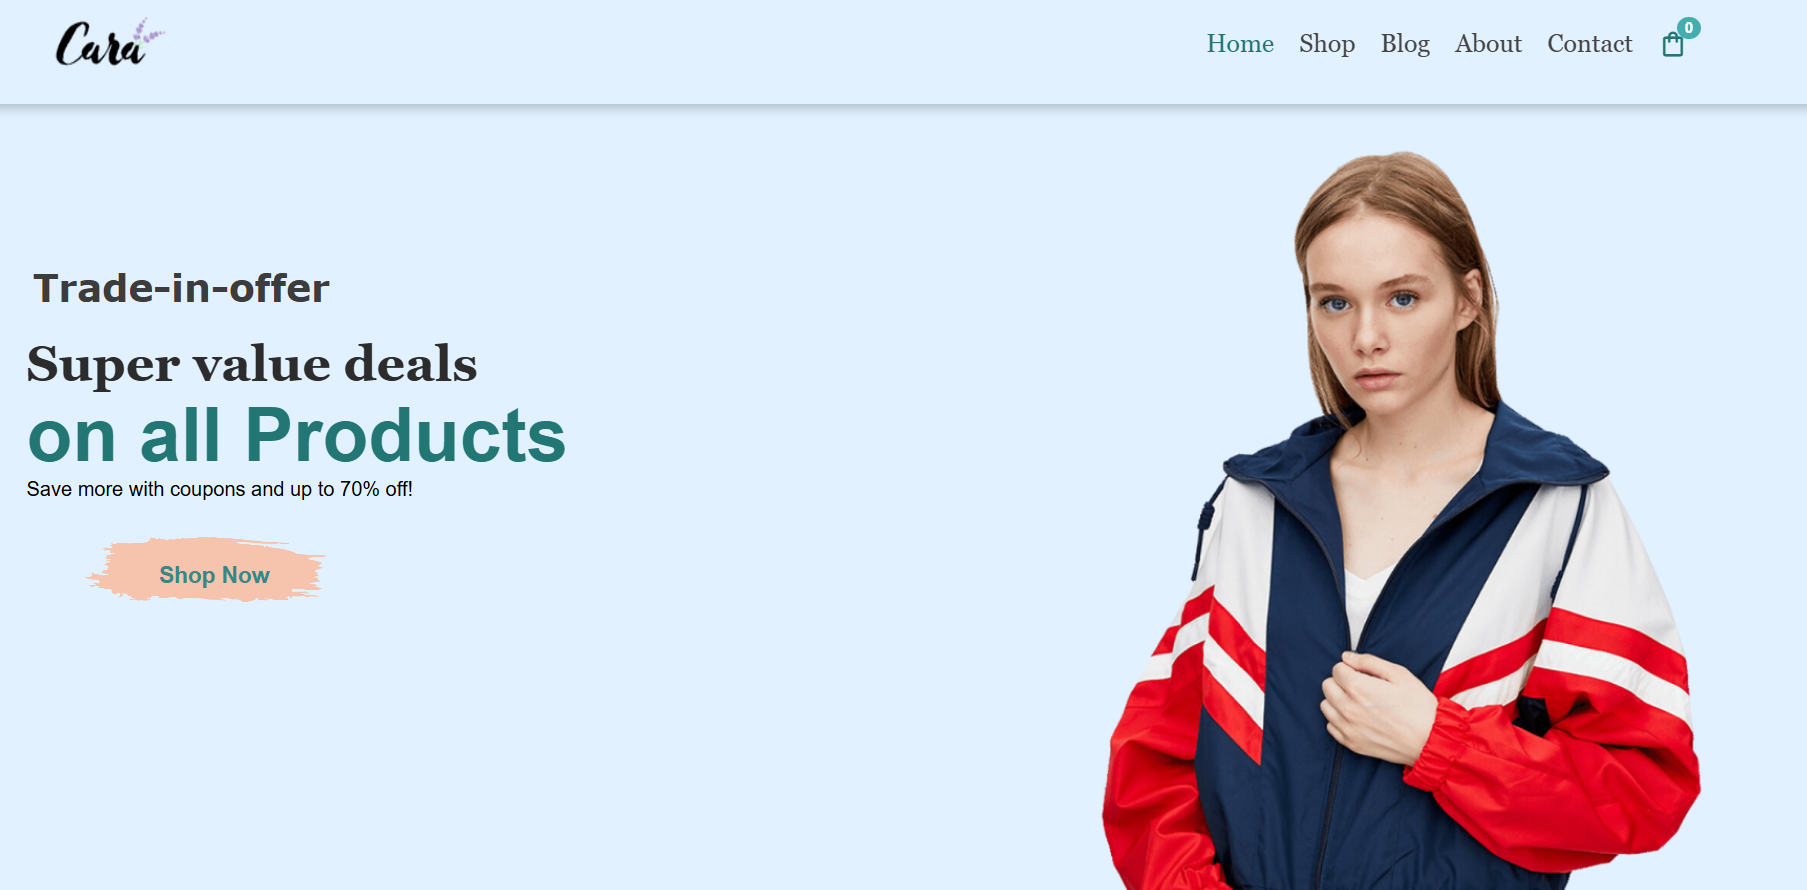 Cara
Home Shop Blog About Contact 0
Trade-in-offer
Super value deals
on all Products
Save more with coupons and up to 70% off!
Shop Now